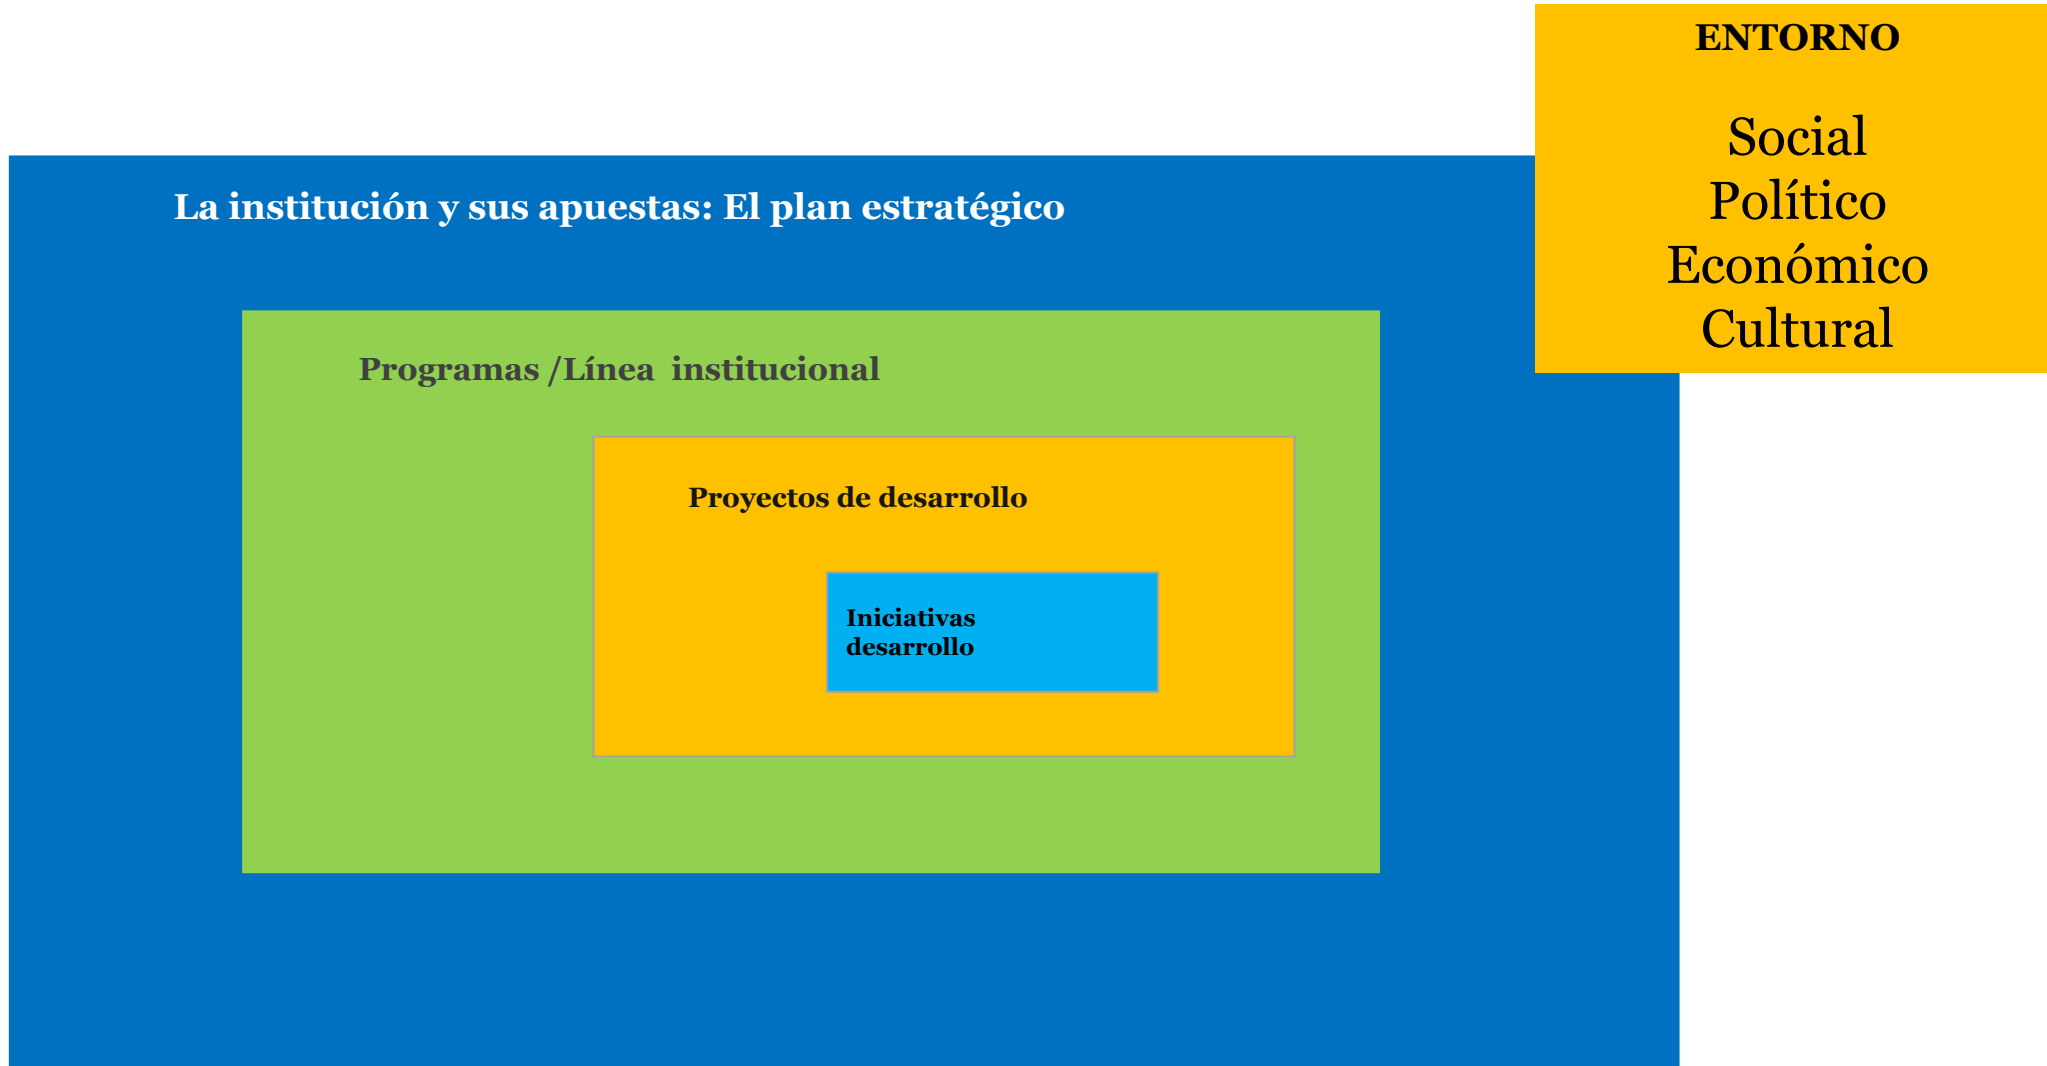 ENTORNO
Social
Político
Económico
Cultural
La institución y sus apuestas: El plan estratégico
Programas /Línea institucional
Proyectos de desarrollo
Iniciativas
desarrollo